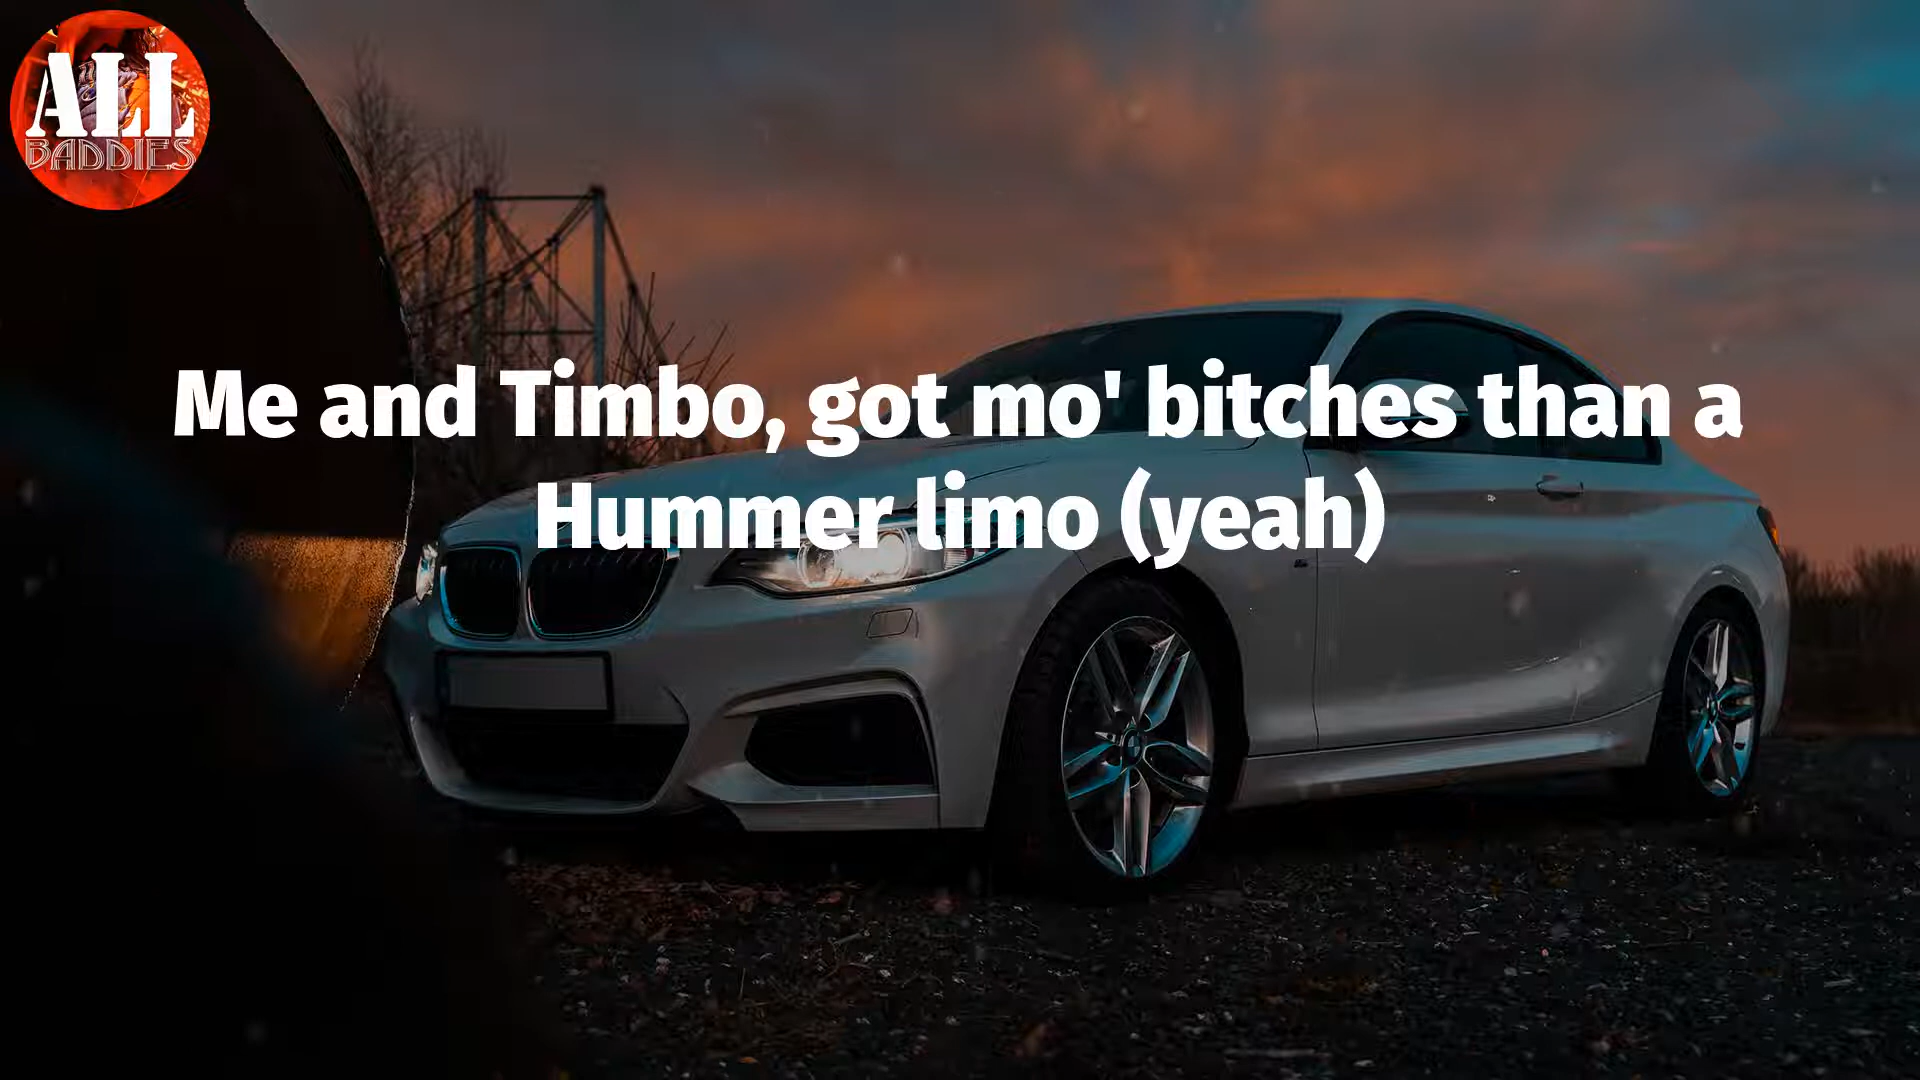 ALL
BADDIES
Me and Timbo, got mo' bitches than a
Hummer limo (yeah)